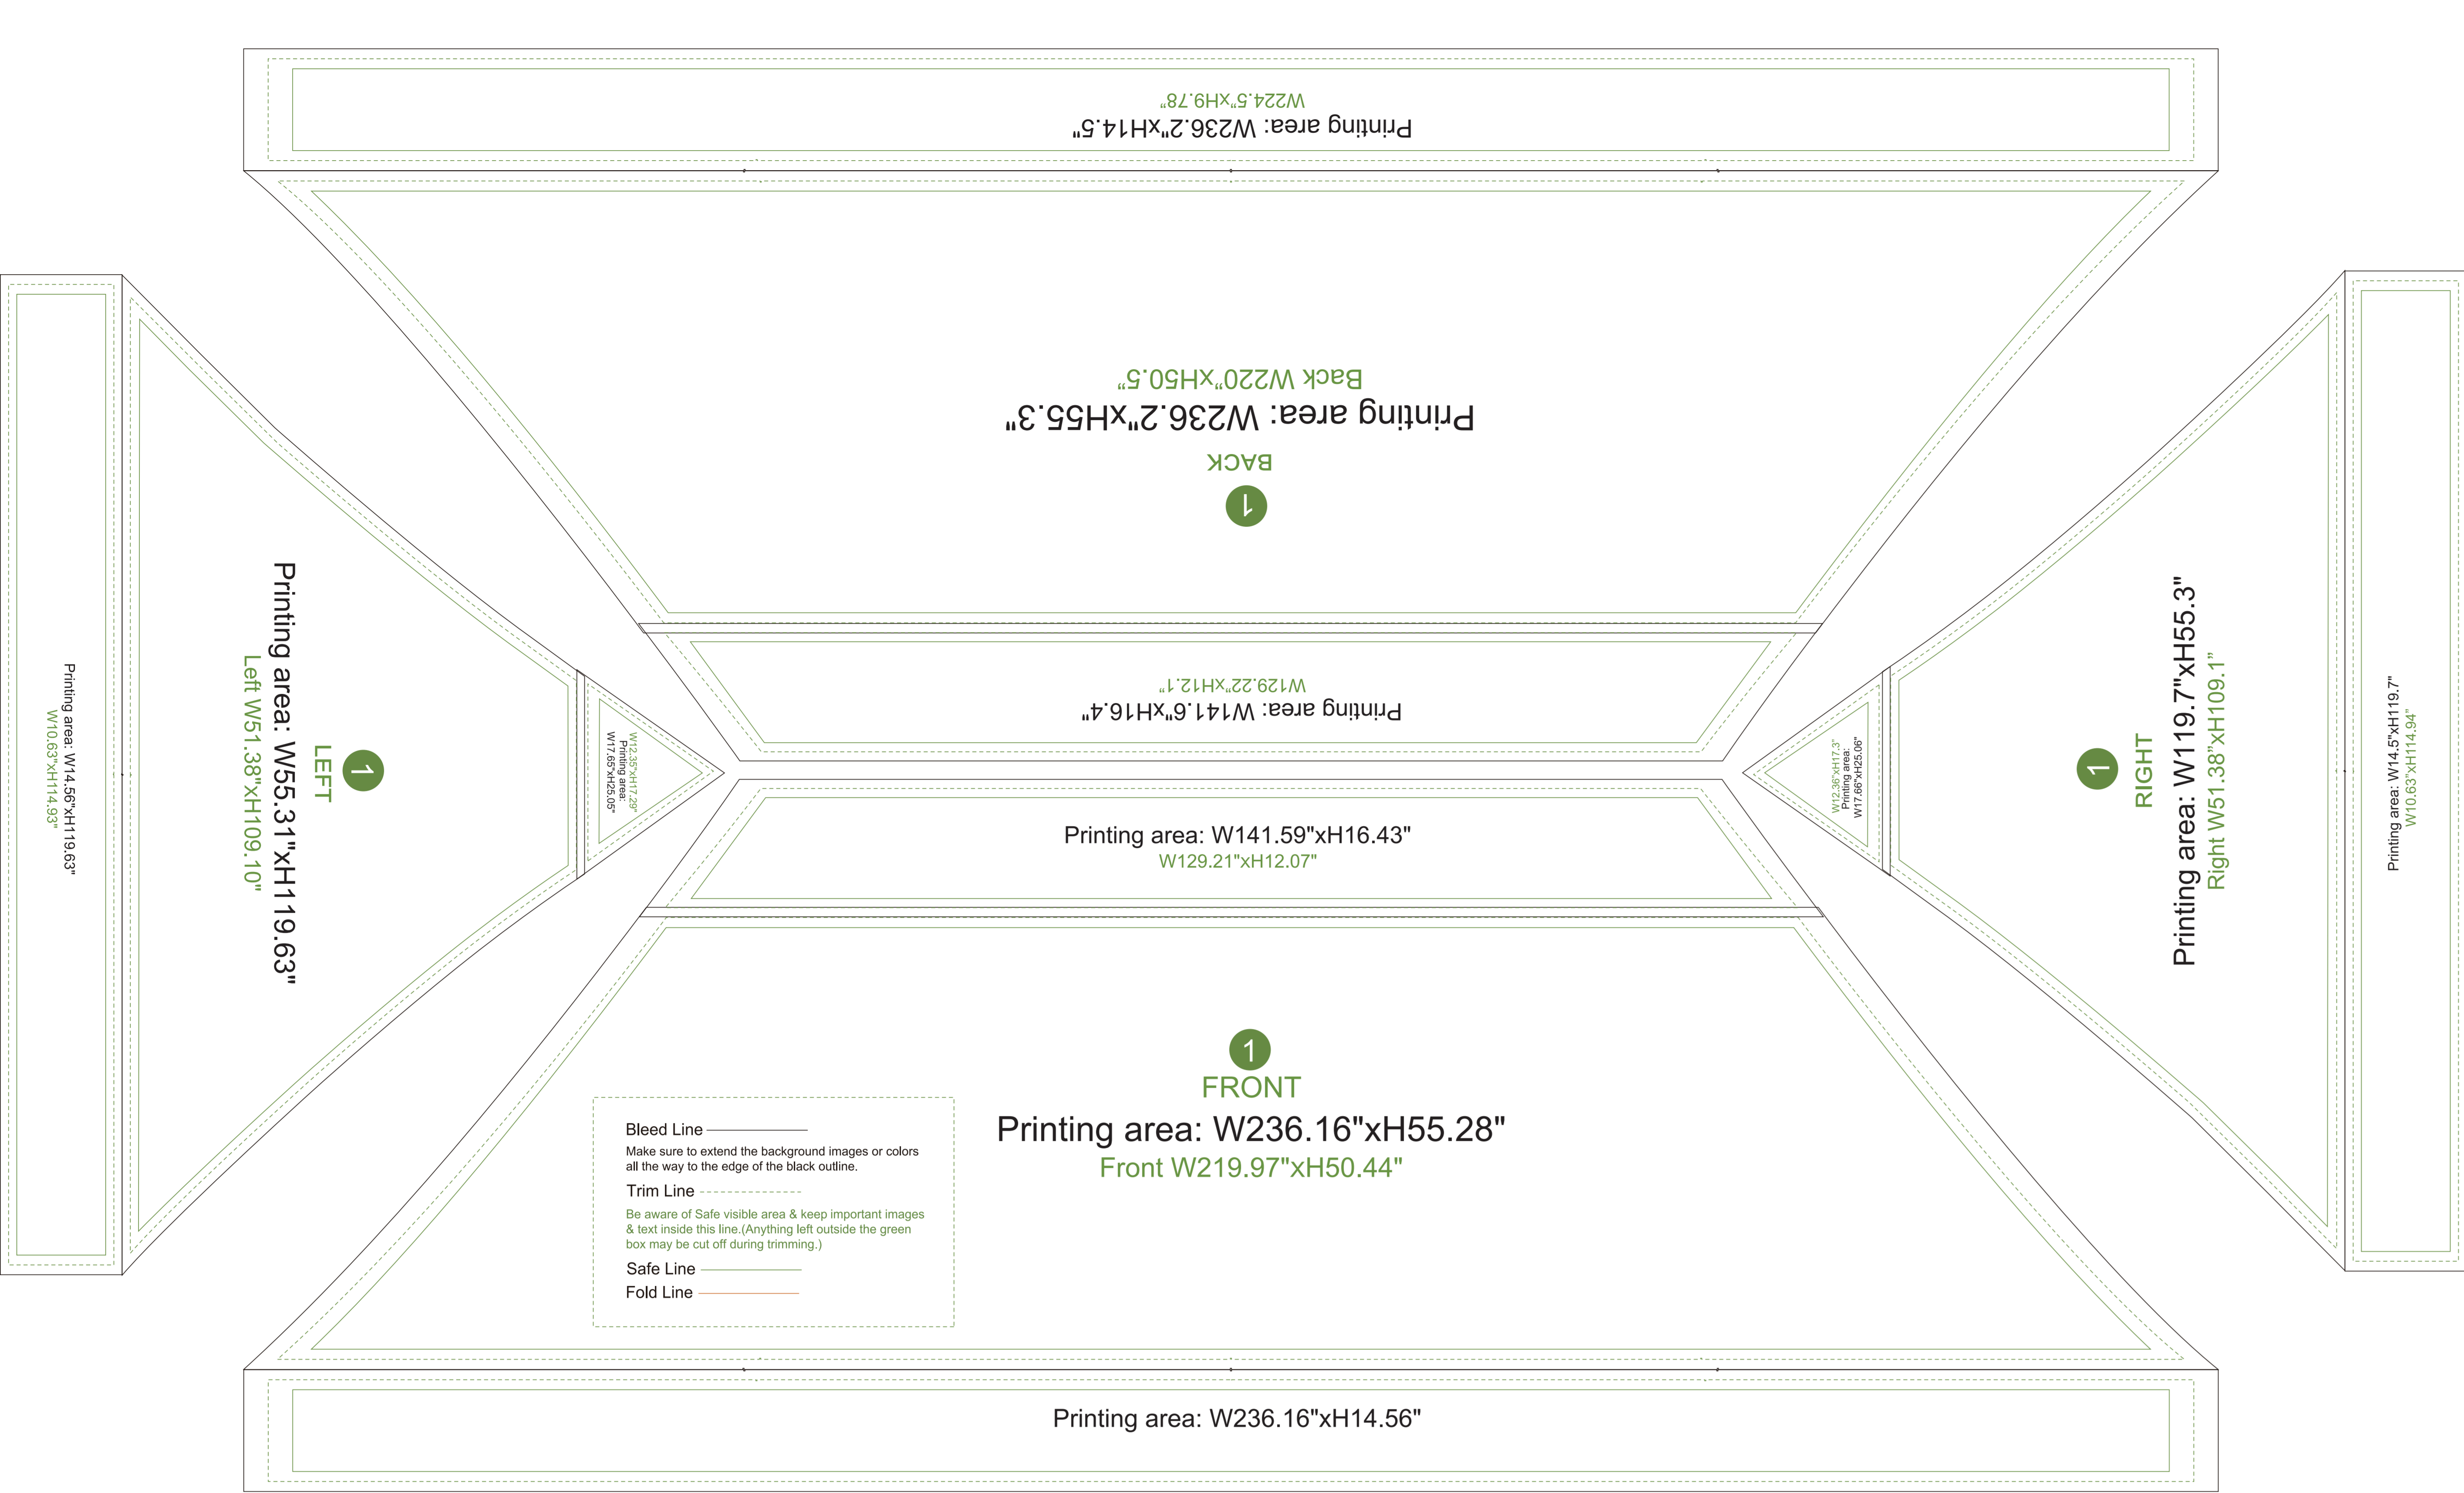 W224.5”xH9.78”
Printing area: W236.2"xH14.5"
Back W220”xH50.5”
Printing area: W236.2"xH55.3"
BACK
1
W129.22”xH12.1”
Printing area: W141.6"xH16.4"
Printing area: W14.56"xH119.63"
W10.63"xH114.93"
Printing area: W55.31"xH119.63"
Left W51.38"xH109.10"
LEFT
1
W12.35"xH17.29"
Printing area:
W17.65"xH25.05"
W12.36"xH17.3"
Printing area:
W17.66"xH25.06"
1
RIGHT
Printing area: W119.7"xH55.3"
Right W51.38”xH109.1”
Printing area: W14.5"xH119.7"
W10.63”xH114.94”
Printing area: W141.59"xH16.43"
W129.21"xH12.07"
1
FRONT
Printing area: W236.16"xH55.28"
Front W219.97"xH50.44"
Bleed Line
Make sure to extend the background images or colors
all the way to the edge of the black outline.
Trim Line
Be aware of Safe visible area & keep important images
& text inside this line.(Anything left outside the green
box may be cut off during trimming.)
Safe Line
Fold Line
Printing area: W236.16"xH14.56"